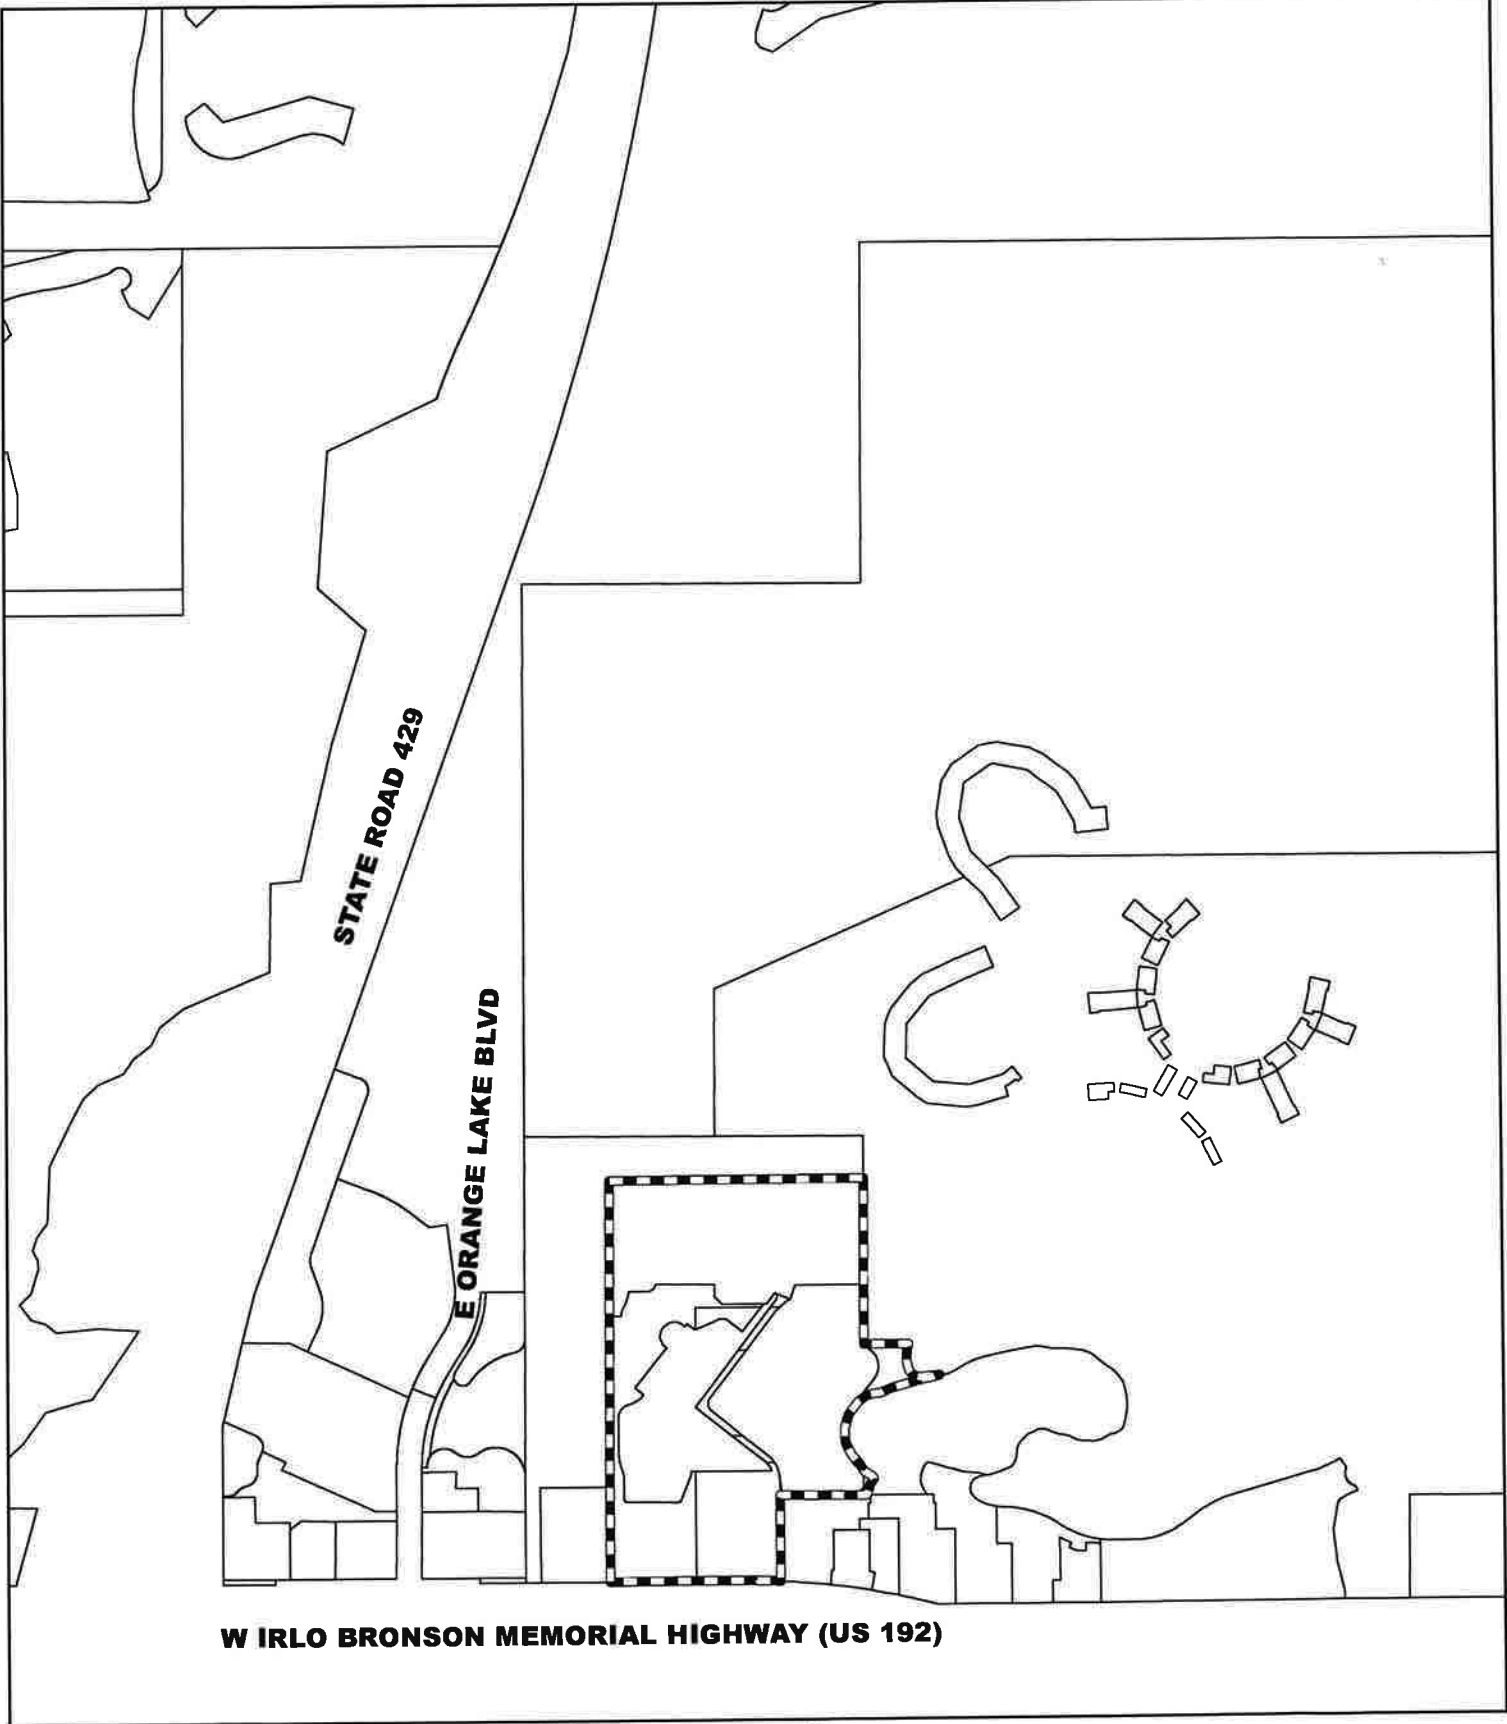 STATE ROAD 429
E ORANGE LAKE BLVD
W IRLO BRONSON MEMORIAL HIGHWAY (US 192)